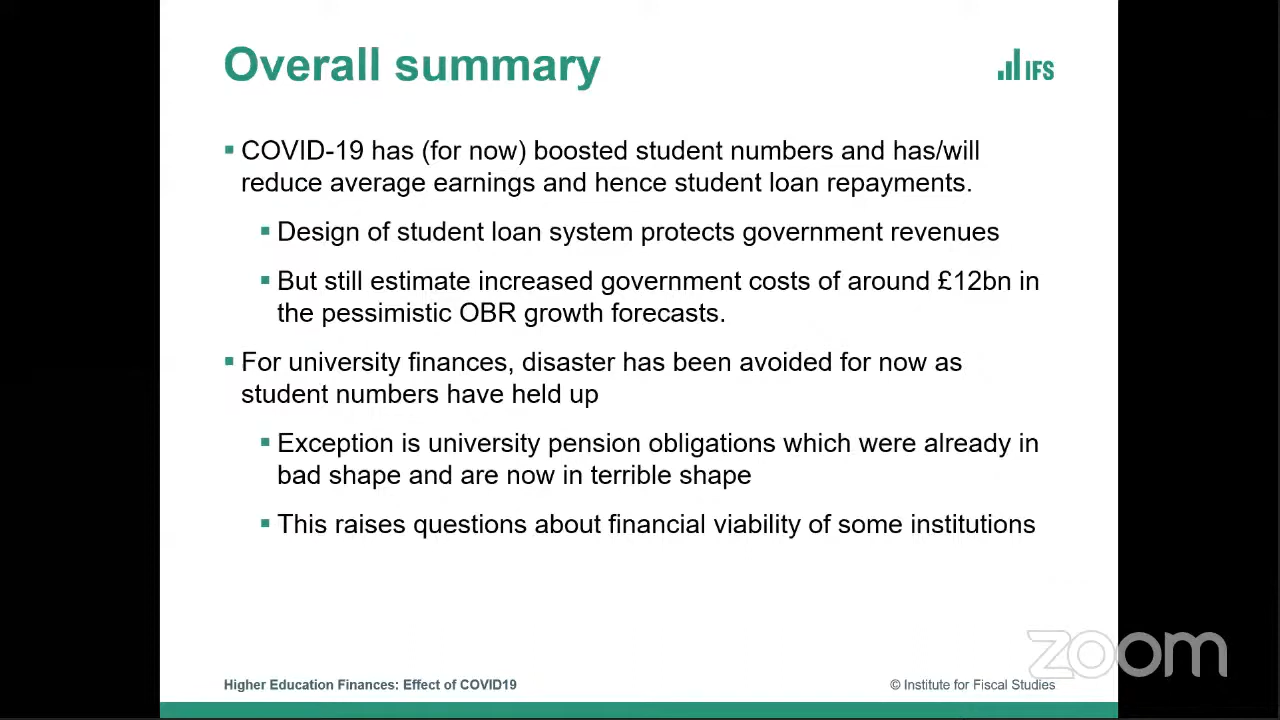 Overall summary
IFS
COVID-19 has (for now) boosted student numbers and has/will
reduce average earnings and hence student loan repayments.
Design of student loan system protects government revenues
But still estimate increased government costs of around £12bn in
the pessimistic OBR growth forecasts.
For university finances, disaster has been avoided for now as
student numbers have held up
Exception is university pension obligations which were already in
bad shape and are now in terrible shape
This raises questions about financial viability of some institutions
zoom
Higher Education Finances: Effect of COVID19
© Institute for Fiscal Studies